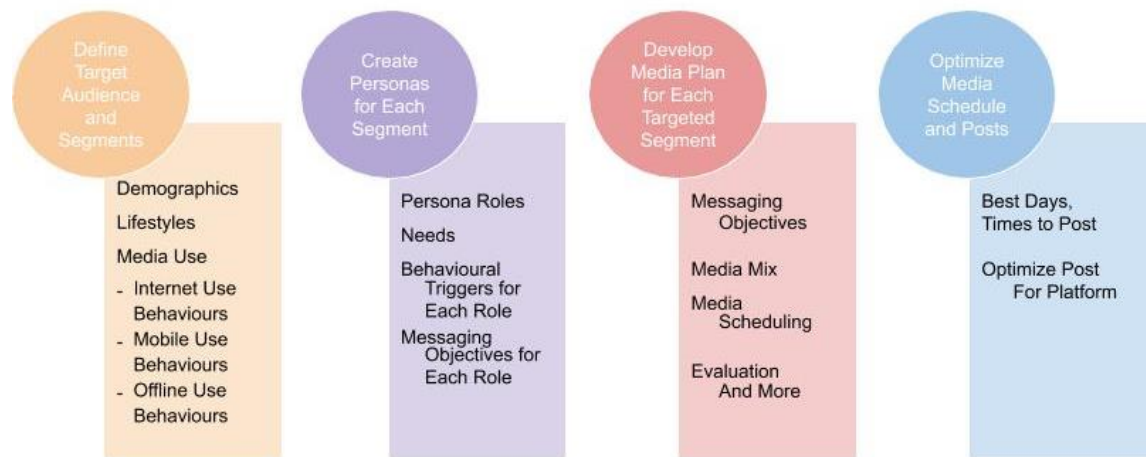 Define
Target
Audience
and
Segments
Demographics
Lifestyles
Media Use
- Internet Use
Behaviours
- Mobile Use
Behaviours
- Offline Use
Behaviours
Create
Personas
for Each
Segment
Persona Roles
Needs
Behavioural
Triggers for
Each Role
Messaging
Objectives for
Each Role
Develop
Media Plan
for Each
Targeted
Segment
Messaging
Objectives
Media Mix
Media
Scheduling
Evaluation
And More
Optimize
Media
Schedule
and Posts
Best Days,
Times to Post
Optimize Post
For Platform